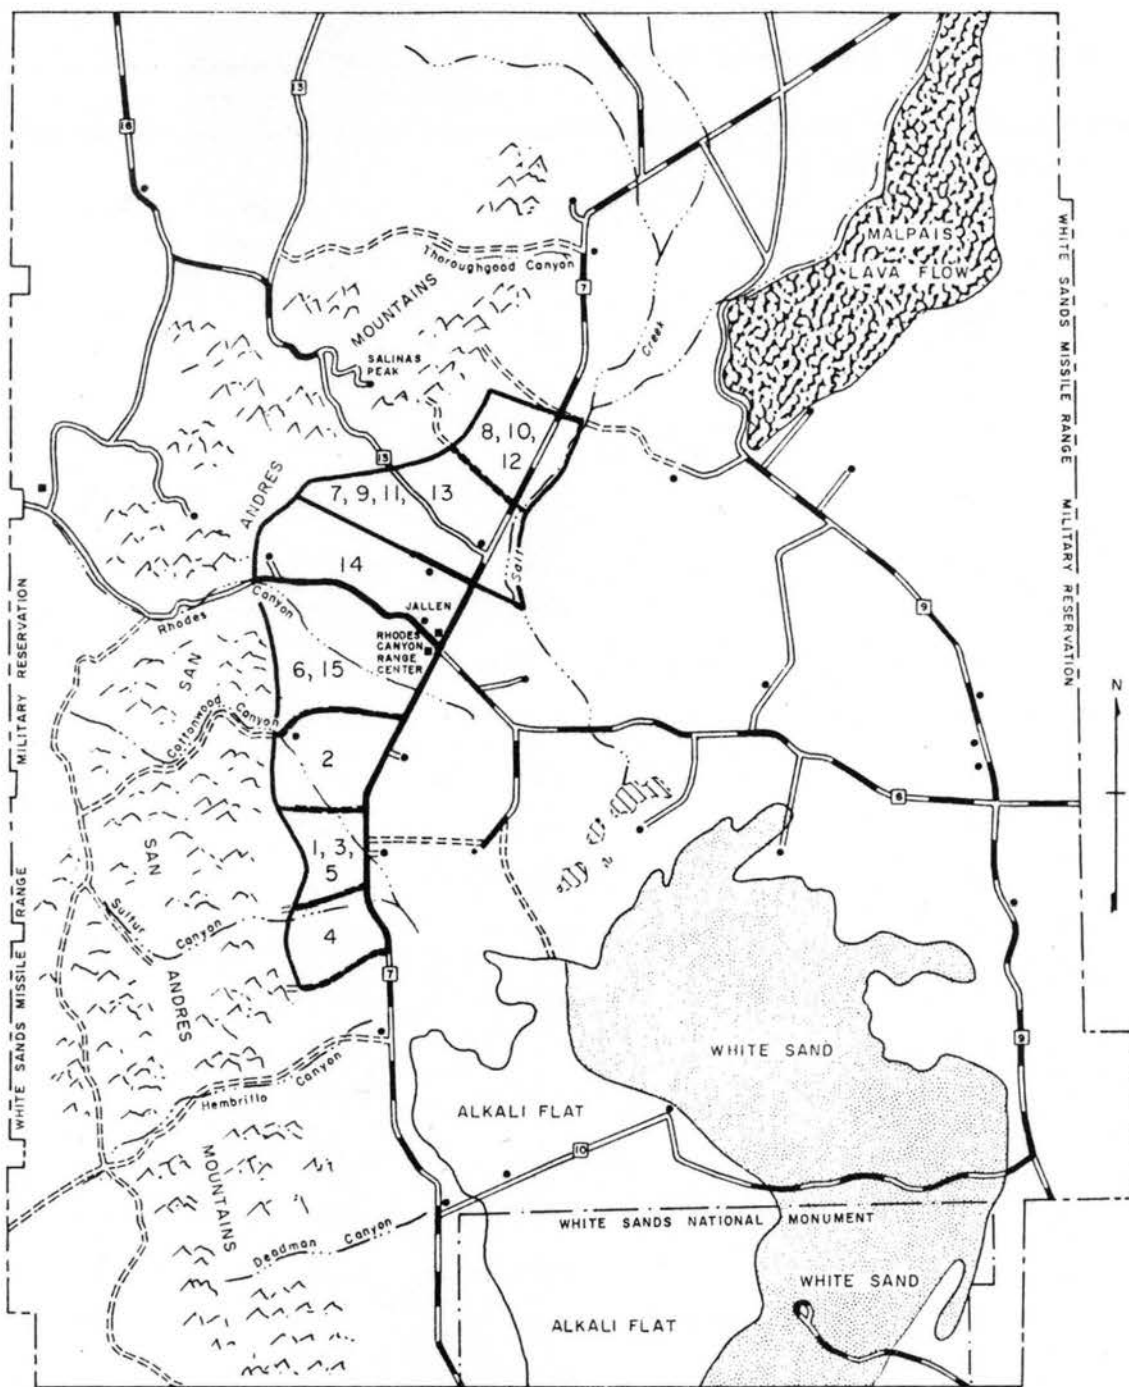 13
16
Thoroughgood Canyon
MALPAIS
LAVA FLOW
WHITE SANDS MISSILE RANGE MILITARY RESERVATION
7
MOUNTAINS
Creek
SALINAS
PEAK
8, 10,
12
13
7, 9, 11, 13
ANDRES
Salt
14
9
JALLEN
Rhodes Canyon
RHODES
CANYON
RANGE
CENTER
N
SAN
6, 15
Cottonwood Canyon
2
6
SAN
1, 3,
5
Sulfur Canyon
4
7
ANDRES
WHITE SANDS MISSILE RANGE MILITARY RESERVATION
WHITE SAND
9
Hembrillo Canyon
ALKALI FLAT
10
MOUNTAINS
Deadman Canyon
WHITE SANDS NATIONAL MONUMENT
WHITE SAND
ALKALI FLAT